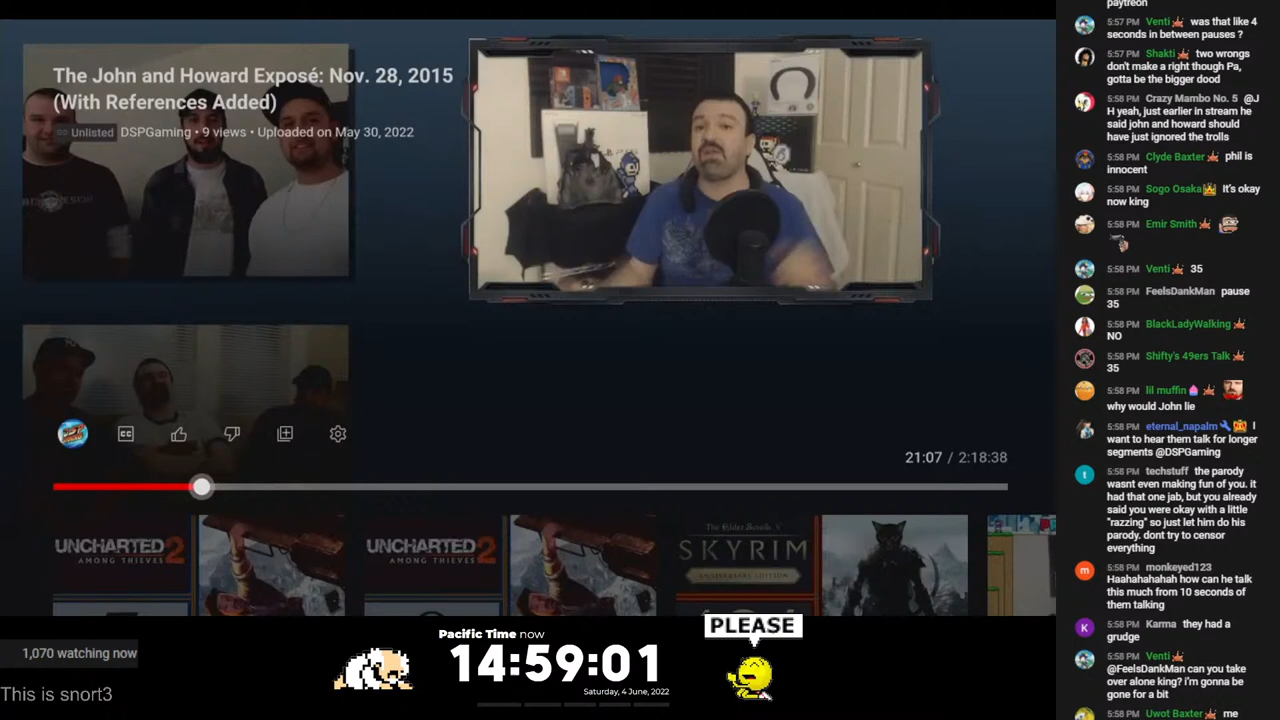 The John and Howard Exposé: Nov. 28, 2015
(With References Added)
Unlisted DSPGaming • 9 views • Uploaded on May 30, 2022
CC
21:07 / 2:18:38
UNCHARTED 2
AMONG THIEVES
UNCHARTED 2
AMONG THIEVES
The Elder Scrolls V
SKYRIM
ANNIVERSARY EDITION
1,070 watching now
This is snort3
Pacific Time now
14:59:01
Saturday, 4 June, 2022
PLEASE
paytreon
5:57 PM Venti was that like 4
seconds in between pauses ?
5:57 PM Shakti two wrongs
don't make a right though Pa,
gotta be the bigger dood
5:58 PM Crazy Mambo No. 5 @J
H yeah, just earlier in stream he
said john and howard should
have just ignored the trolls
5:58 PM Clyde Baxter phil is
innocent
5:58 PM Sogo Osaka It's okay
now king
5:58 PM Emir Smith
5:58 PM Venti 35
5:58 PM FeelsDankMan pause
35
5:58 PM BlackLadyWalking
NO
5:58 PM Shifty's 49ers Talk
35
5:58 PM lil muffin
why would John lie
5:58 PM eternal_napalm I
want to hear them talk for longer
segments @DSPGaming
5:58 PM techstuff the parody
wasnt even making fun of you. it
had that one jab, but you already
said you were okay with a little
"razzing" so just let him do his
parody. dont try to censor
everything
5:58 PM monkeyed123
Haahahahahah how can he talk
this much from 10 seconds of
them talking
5:58 PM Karma they had a
grudge
5:58 PM Venti
@FeelsDankMan can you take
over alone king? i'm gonna be
gone for a bit
5:58 PM Uwot Baxter me